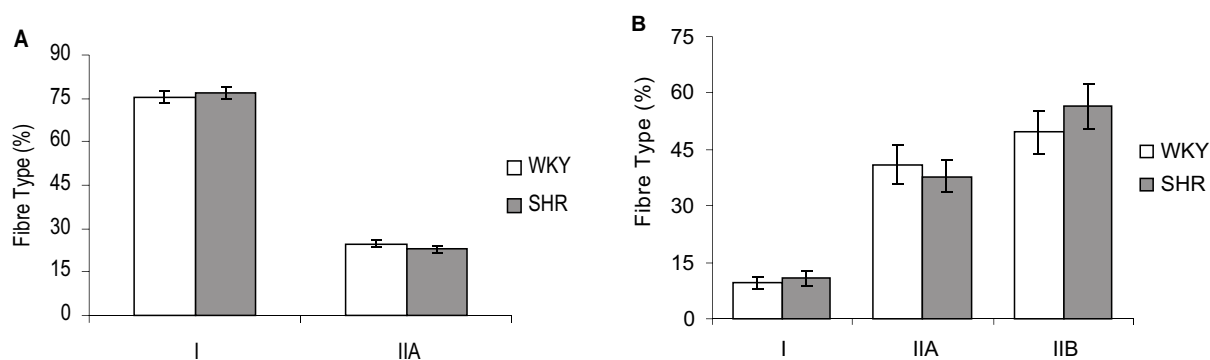 A
Fibre Type (%)
90
75
60
45
30
15
0
I
IIA
WKY
SHR
B
Fibre Type (%)
75
60
45
30
15
0
I
IIA
IIB
WKY
SHR